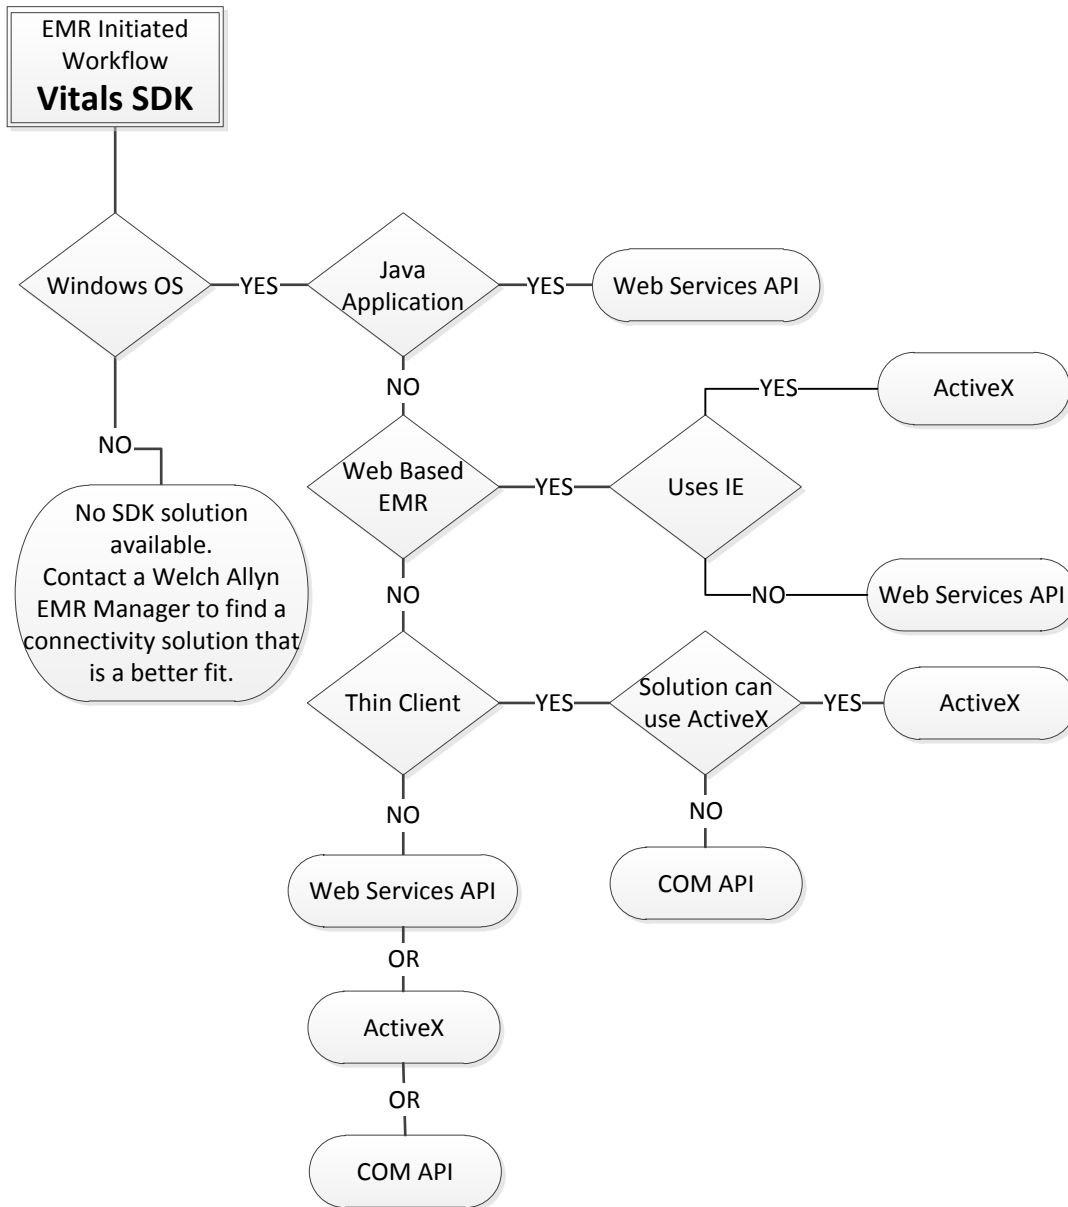 EMR Initiated
Workflow
Vitals SDK
Windows OS
YES
Java
Application
YES
Web Services API
NO
NO
YES
ActiveX
Web Based
EMR
YES
Uses IE
No SDK solution
available.
Contact a Welch Allyn
EMR Manager to find a
connectivity solution that
is a better fit.
NO
NO
Web Services API
Thin Client
YES
Solution can
use ActiveX
YES
ActiveX
NO
NO
Web Services API
COM API
OR
ActiveX
OR
COM API